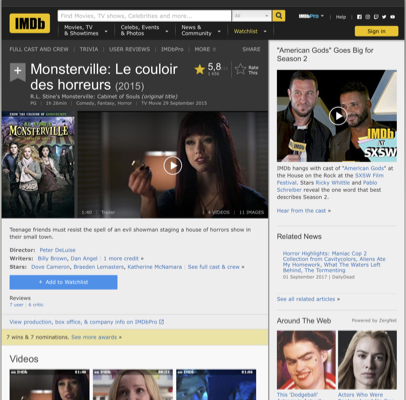 IMDb
Find Movies, TV shows, Celebrities and more...
All
IMDbPro
Help
Movies, TV & Showtimes
Celebs, Events & Photos
News & Community
Watchlist
Sign in
FULL CAST AND CREW | TRIVIA | USER REVIEWS | IMDbPro | MORE
SHARE
Monsterville: Le couloir des horreurs (2015)
5,8
Rate This
R.L. Stine's Monsterville: Cabinet of Souls (original title)
PG | 1h 26min | Comedy, Fantasy, Horror | TV Movie 29 September 2015
MONSTERVILLE
1:40 | Trailer
4 VIDEOS | 11 IMAGES
Teenage friends must resist the spell of an evil showman staging a house of horrors show in their small town.
Director: Peter DeLuise
Writers: Billy Brown, Dan Angel | 1 more credit »
Stars: Dove Cameron, Braeden Lemasters, Katherine McNamara | See full cast & crew »
+ Add to Watchlist
Reviews
7 user | 6 critic
View production, box office, & company info on IMDbPro
7 wins & 7 nominations. See more awards »
Videos
"American Gods" Goes Big for Season 2
IMDb
SXSW
IMDb hangs with cast of "American Gods" at the House on the Rock at the SXSW Film Festival. Stars Ricky Whittle and Pablo Schreiber reveal the one word that best describes Season 2.
Hear from the cast »
Related News
Horror Highlights: Maniac Cop 2 Collection from Cavitycolors, Aliens Ate My Homework, What The Waters Left Behind, The Tormenting
01 September 2017 | DailyDead
See all related articles »
Around The Web
Powered by ZergNet
This 'Dodgeball'
Actors Who Were